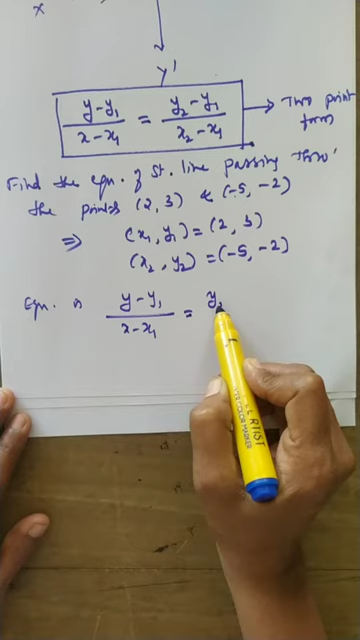 x
y'
y-y₁ / x-x₁ = y₂-y₁ / x₂-x₁ → Two point form
Find the eqn. of St. line passing thro'
the points (2, 3) & (-5, -2)
⇒ (x₁, y₁) = (2, 3)
(x₂, y₂) = (-5, -2)
Eqn. is y-y₁ / x-x₁ = y₂